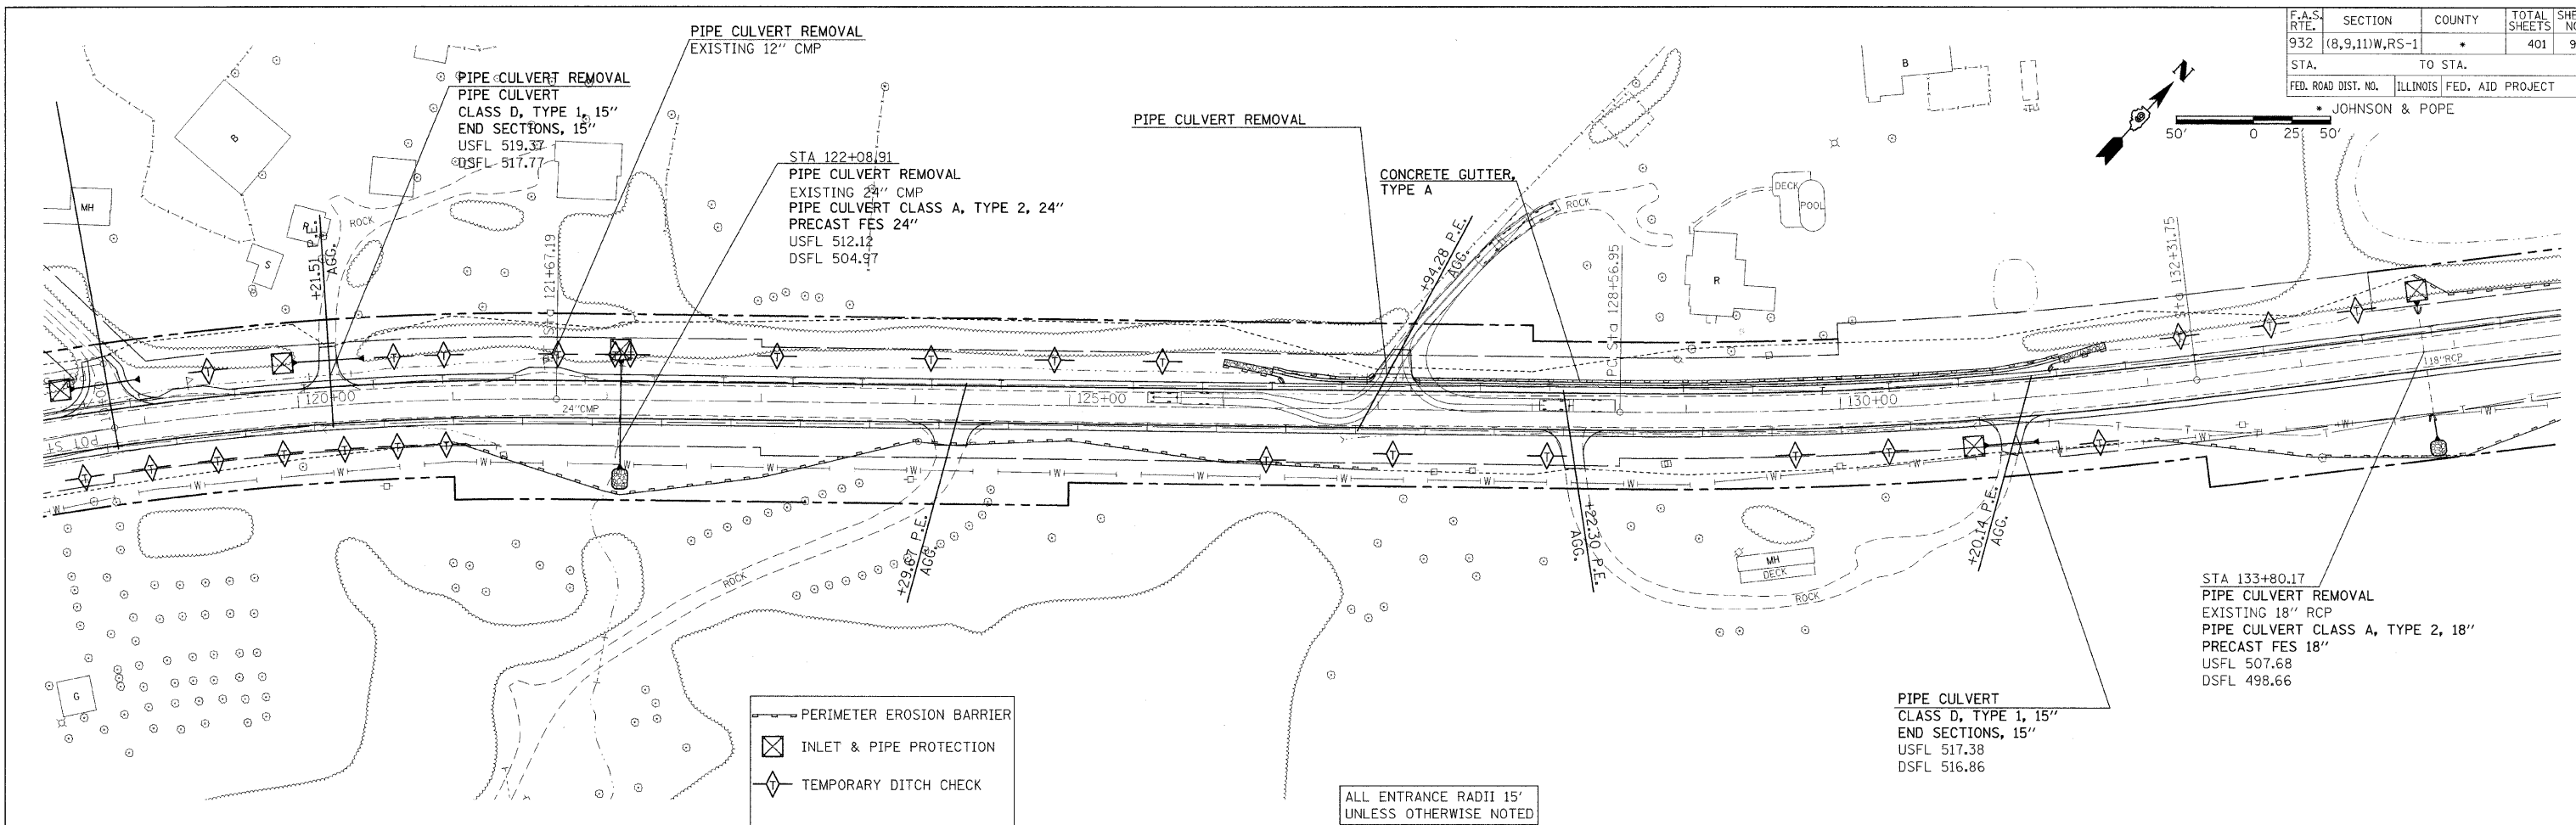 F.A.S. RTE. SECTION COUNTY TOTAL SHEETS
932 (8,9,11)W,RS-1 * 401
STA. TO STA.
FED. ROAD DIST. NO. ILLINOIS FED. AID PROJECT
* JOHNSON & POPE
N
50' 0 25' 50'
PIPE CULVERT REMOVAL
EXISTING 12" CMP
PIPE CULVERT REMOVAL
PIPE CULVERT
CLASS D, TYPE 1, 15"
END SECTIONS, 15"
USFL 519.37
DSFL 517.77
STA 122+08.91
PIPE CULVERT REMOVAL
EXISTING 24" CMP
PIPE CULVERT CLASS A, TYPE 2, 24"
PRECAST FES 24"
USFL 512.12
DSFL 504.97
PIPE CULVERT REMOVAL
CONCRETE GUTTER,
TYPE A
B
B
MH
R
S
ROCK
ROCK
DECK
POOL
R
+21.51 P.E.
AGG.
Sta 121+67.19
+94.28 P.E.
AGG.
PCC Sta 128+56.95
Sta 132+31.75
120+00
24"CMP
125+00
130+00
118"RCP
POT ST
W W W W W W W W W W W W W W W W W
+29.67 P.E.
AGG.
+22.30 P.E.
AGG.
+20.14 P.E.
AGG.
ROCK
MH
DECK
ROCK
G
STA 133+80.17
PIPE CULVERT REMOVAL
EXISTING 18" RCP
PIPE CULVERT CLASS A, TYPE 2, 18"
PRECAST FES 18"
USFL 507.68
DSFL 498.66
PIPE CULVERT
CLASS D, TYPE 1, 15"
END SECTIONS, 15"
USFL 517.38
DSFL 516.86
PERIMETER EROSION BARRIER
INLET & PIPE PROTECTION
T TEMPORARY DITCH CHECK
ALL ENTRANCE RADII 15'
UNLESS OTHERWISE NOTED